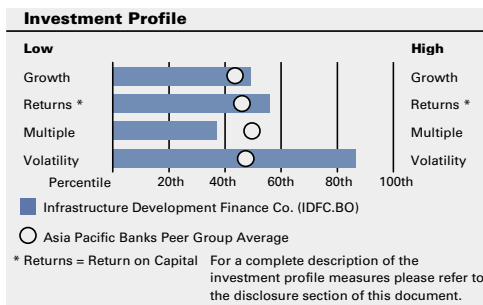 Investment Profile
Low High
Growth Growth
Returns * Returns *
Multiple Multiple
Volatility Volatility
Percentile 20th 40th 60th 80th 100th
Infrastructure Development Finance Co. (IDFC.BO)
Asia Pacific Banks Peer Group Average
* Returns = Return on Capital For a complete description of the
investment profile measures please refer to
the disclosure section of this document.